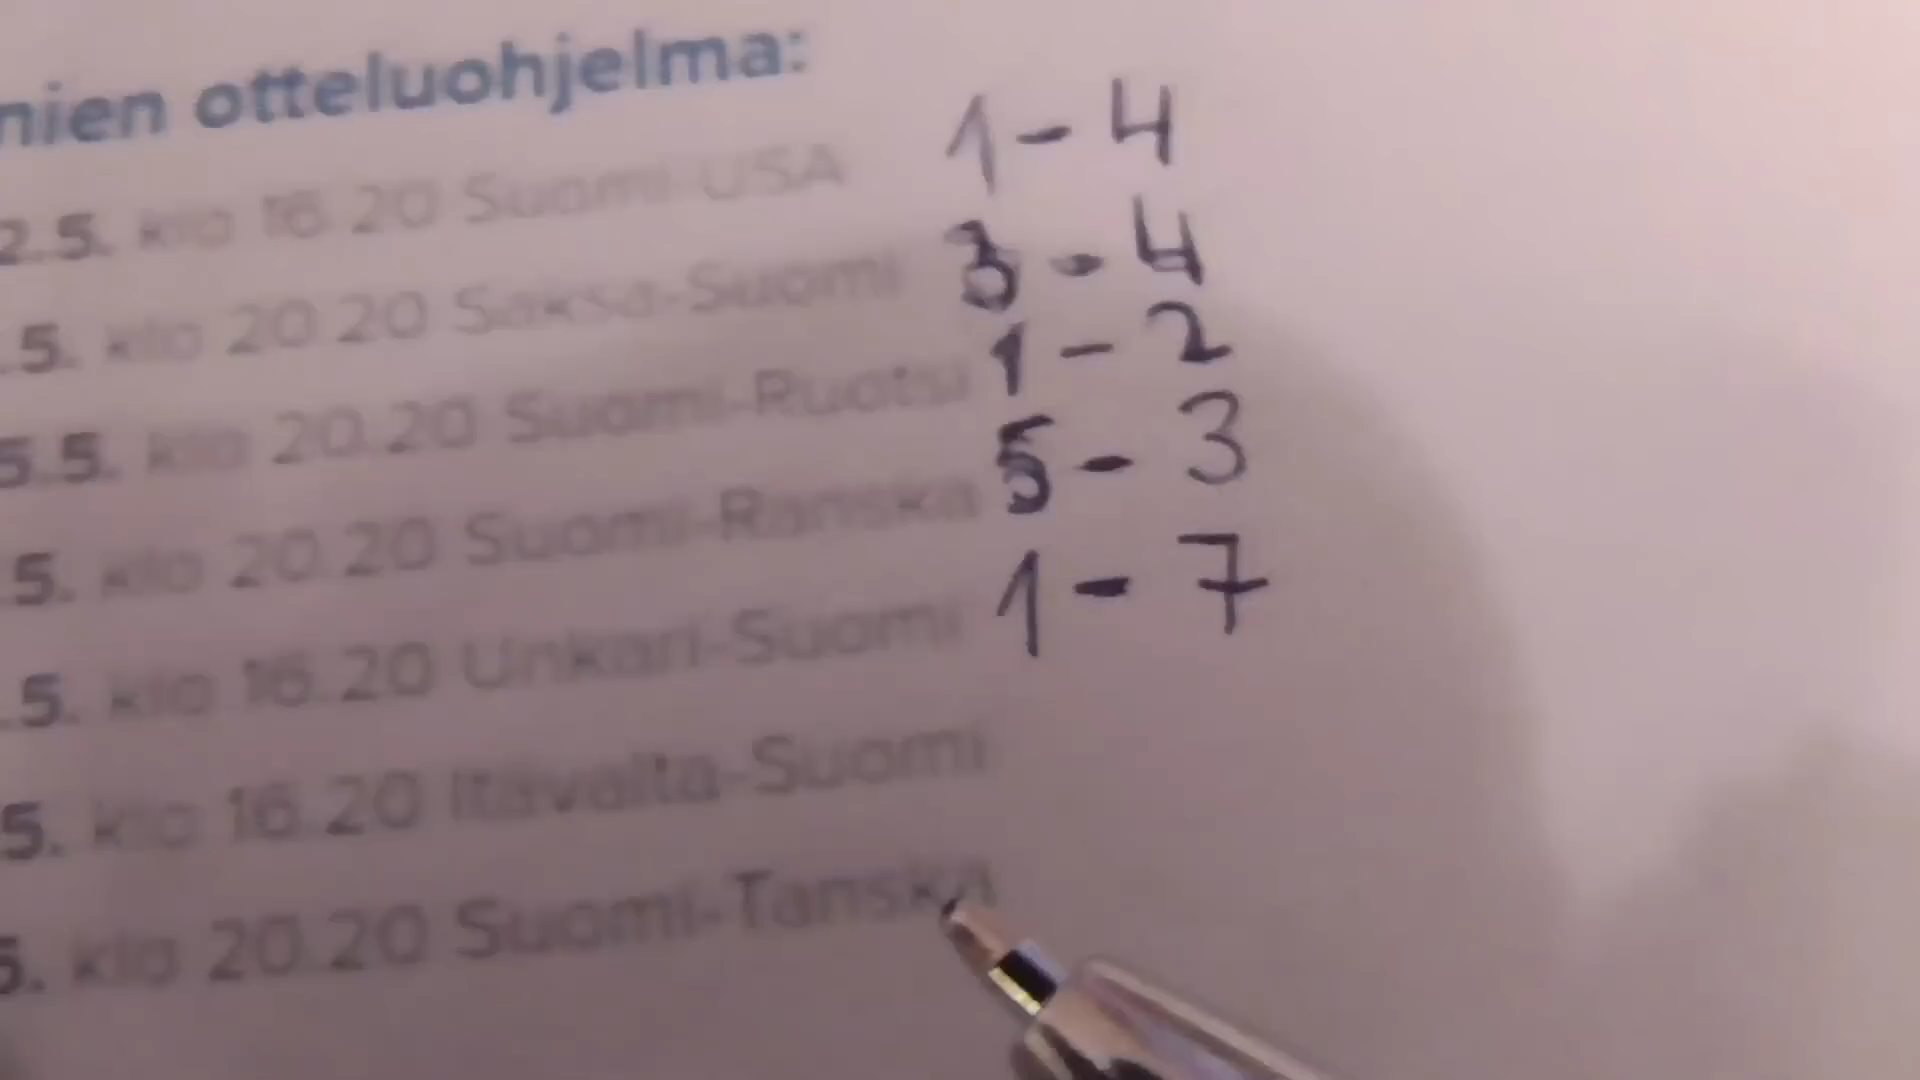 nien otteluohjelma:
2.5. klo 16.20 Suomi-USA 1-4
.5. klo 20.20 Saksa-Suomi 3-4
5.5. klo 20.20 Suomi-Ruotsi 1-2
5. klo 20.20 Suomi-Ranska 5-3
.5. klo 16.20 Unkari-Suomi 1-7
5. klo 16.20 Itävalta-Suomi
5. klo 20.20 Suomi-Tanska